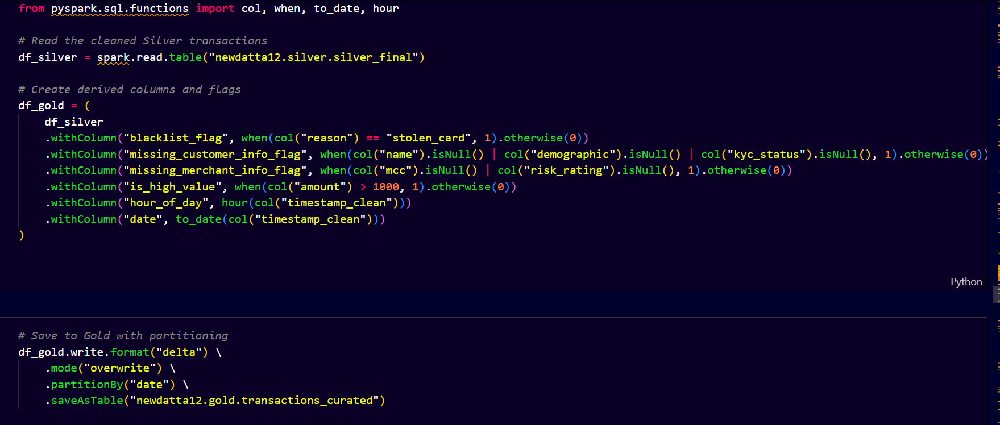 from pyspark.sql.functions import col, when, to_date, hour
# Read the cleaned Silver transactions
df_silver = spark.read.table("newdatta12.silver.silver_final")
# Create derived columns and flags
df_gold = (
df_silver
.withColumn("blacklist_flag", when(col("reason") == "stolen_card", 1).otherwise(0))
.withColumn("missing_customer_info_flag", when(col("name").isNull() | col("demographic").isNull() | col("kyc_status").isNull(), 1).otherwise(0))
.withColumn("missing_merchant_info_flag", when(col("mcc").isNull() | col("risk_rating").isNull(), 1).otherwise(0))
.withColumn("is_high_value", when(col("amount") > 1000, 1).otherwise(0))
.withColumn("hour_of_day", hour(col("timestamp_clean")))
.withColumn("date", to_date(col("timestamp_clean")))
)
Python
# Save to Gold with partitioning
df_gold.write.format("delta") \
.mode("overwrite") \
.partitionBy("date") \
.saveAsTable("newdatta12.gold.transactions_curated")